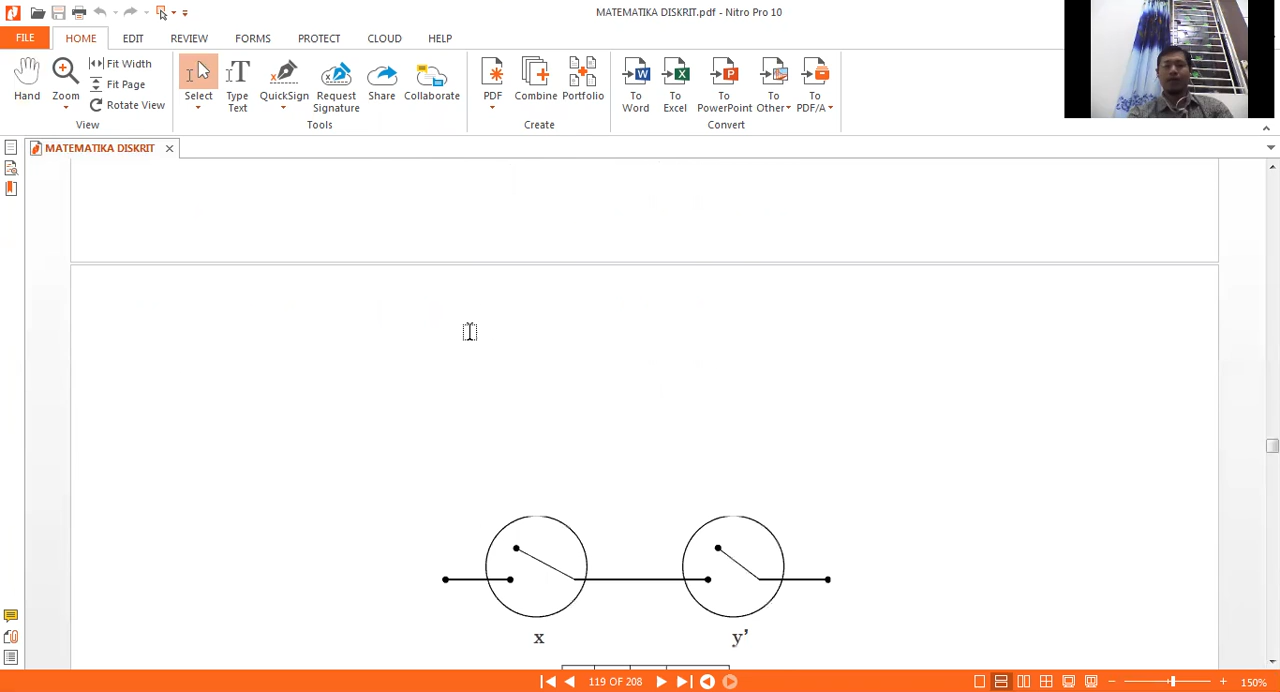 MATEMATIKA DISKRIT.pdf - Nitro Pro 10
FILE HOME EDIT REVIEW FORMS PROTECT CLOUD HELP
Hand
Zoom
Fit Width
Fit Page
Rotate View
View
Select
Type Text
QuickSign
Request Signature
Share
Collaborate
Tools
PDF
Combine
Portfolio
Create
To Word
To Excel
To PowerPoint
To Other
To PDF/A
Convert
MATEMATIKA DISKRIT
x y’
119 OF 208
150%